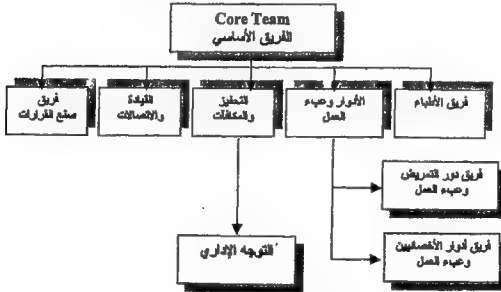 Core Team
الفريق الأساسي
فريق الأطباء
الأدوار وعبء
العمل
التحفيز
والمكافآت
القيادة
والاتصالات
فريق
صنع القرارات
فريق دور التمريض
وعبء العمل
فريق أدوار الأخصائيين
وعبء العمل
التوجه الإداري